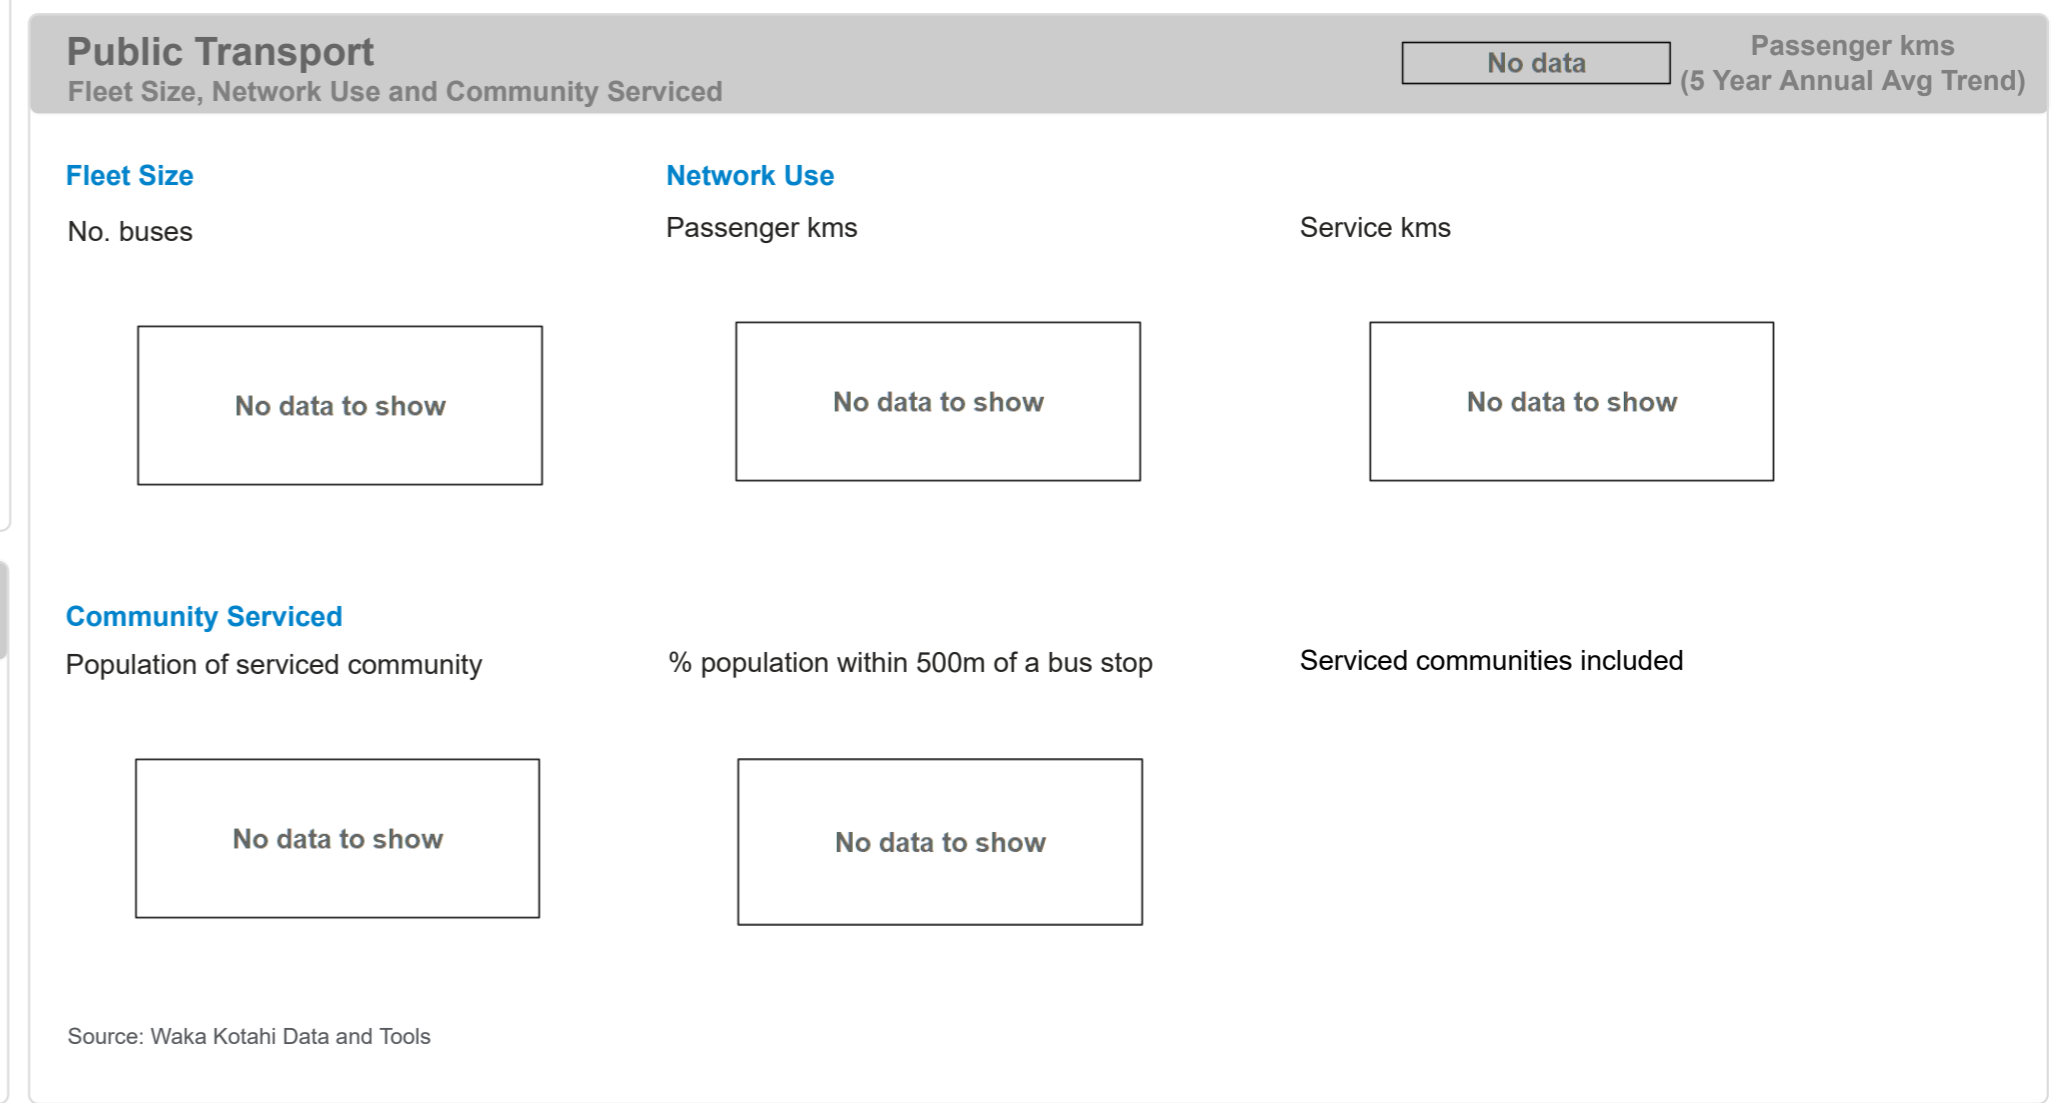 Public Transport
Fleet Size, Network Use and Community Serviced
No data
Passenger kms
(5 Year Annual Avg Trend)
Fleet Size
Network Use
No. buses
Passenger kms
Service kms
No data to show
No data to show
No data to show
Community Serviced
Population of serviced community
% population within 500m of a bus stop
Serviced communities included
No data to show
No data to show
Source: Waka Kotahi Data and Tools